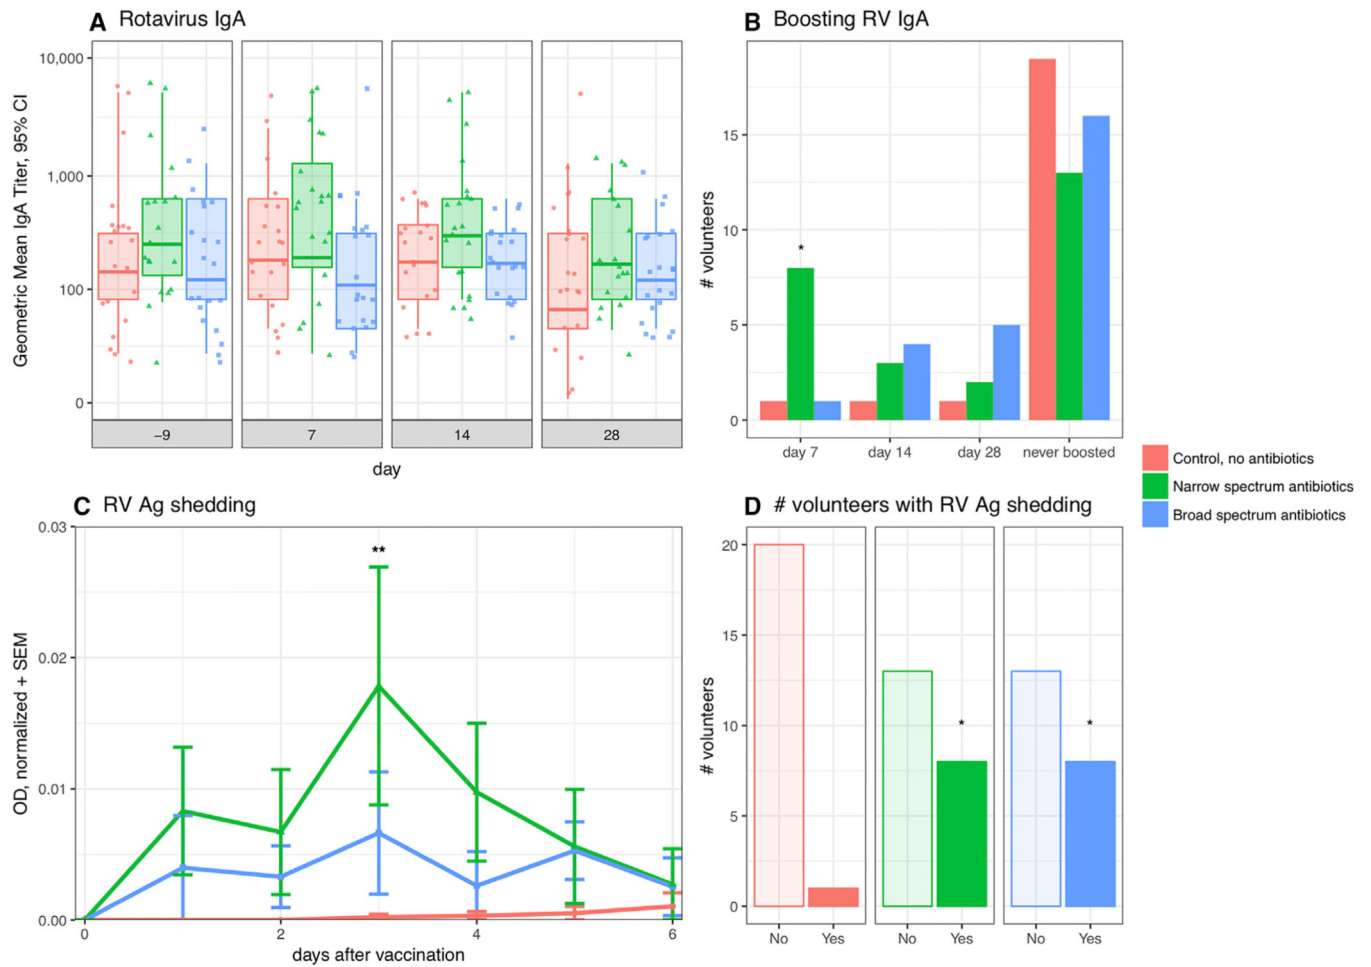 A Rotavirus IgA
Geometric Mean IgA Titer, 95% CI
10,000
1,000
100
0
−9
7
14
28
day
B Boosting RV IgA
# volunteers
15
10
5
0
*
day 7
day 14
day 28
never boosted
Control, no antibiotics
Narrow spectrum antibiotics
Broad spectrum antibiotics
C RV Ag shedding
OD, normalized + SEM
0.03
0.02
0.01
0.00
**
0
2
4
6
days after vaccination
D # volunteers with RV Ag shedding
# volunteers
20
15
10
5
0
*
*
No
Yes
No
Yes
No
Yes